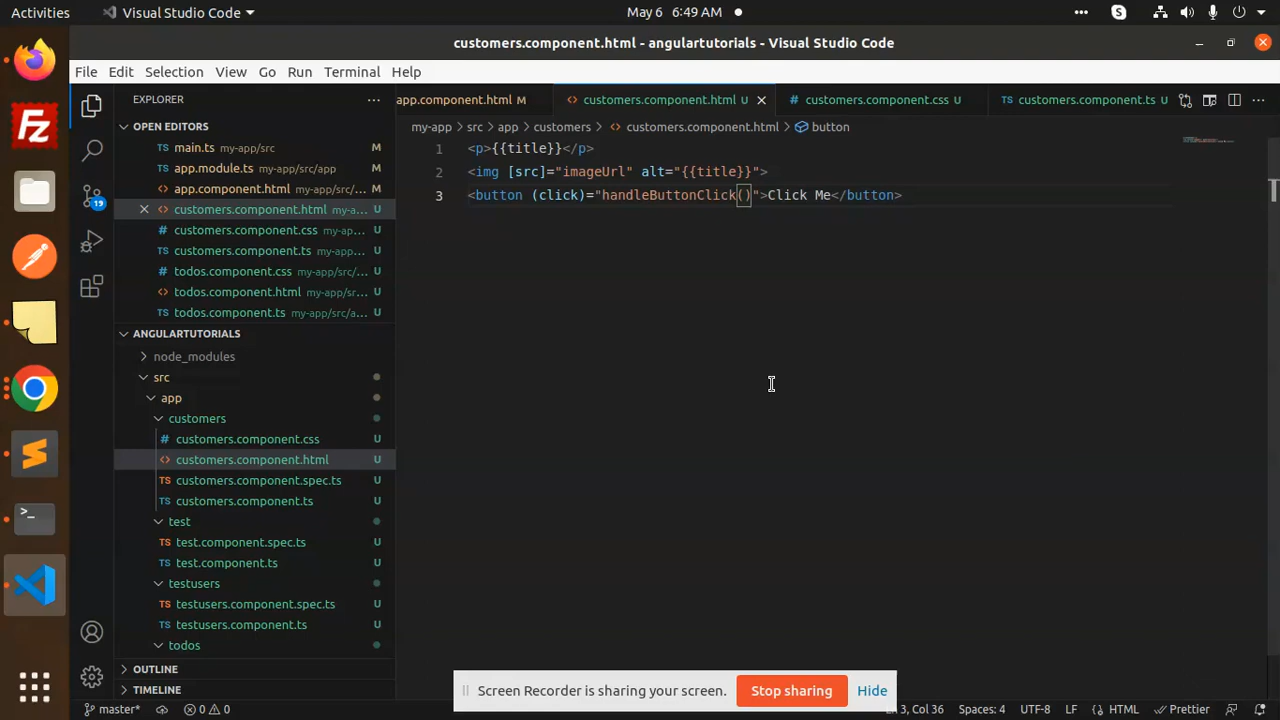 Activities
Visual Studio Code
May 6 6:49 AM
customers.component.html - angulartutorials - Visual Studio Code
File Edit Selection View Go Run Terminal Help
EXPLORER
app.component.html M
customers.component.html U
customers.component.css U
customers.component.ts U
my-app > src > app > customers > customers.component.html > button
OPEN EDITORS
main.ts my-app/src M
app.module.ts my-app/src/app M
app.component.html my-app/src/app M
customers.component.html my-a... U
customers.component.css my-app/... U
customers.component.ts my-app... U
todos.component.css my-app/src/... U
todos.component.html my-app/sr... U
todos.component.ts my-app/src/a... U
1 <p>{{title}}</p>
2 <img [src]="imageUrl" alt="{{title}}">
3 <button (click)="handleButtonClick()">Click Me</button>
19
ANGULARTUTORIALS
node_modules
src
app
customers
customers.component.css U
customers.component.html U
customers.component.spec.ts U
customers.component.ts U
test
test.component.spec.ts U
test.component.ts U
testusers
testusers.component.spec.ts U
testusers.component.ts U
todos
OUTLINE
TIMELINE
Screen Recorder is sharing your screen.
Stop sharing
Hide
master*
0 0
3, Col 36
Spaces: 4
UTF-8
LF
HTML
Prettier